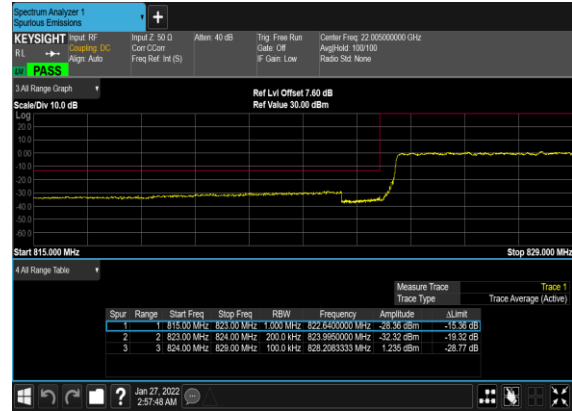 Spectrum Analyzer 1
Spurious Emissions
+
KEYSIGHT Input: RF Input Z: 50 Ω Atten: 40 dB Trig: Free Run Center Freq: 22.005000000 GHz
RL Coupling: DC Corr CCorr Gate: Off Avg|Hold: 100/100
Align: Auto Freq Ref: Int (S) IF Gain: Low Radio Std: None
PASS
3 All Range Graph
Ref Lvl Offset 7.60 dB
Scale/Div 10.0 dB Ref Value 30.00 dBm
Log
20.0
10.0
0.00
-10.0
-20.0
-30.0
-40.0
-50.0
-60.0
Start 815.000 MHz Stop 829.000 MHz
4 All Range Table
Measure Trace Trace 1
Trace Type Trace Average (Active)
Spur Range Start Freq Stop Freq RBW Frequency Amplitude ΔLimit
1 1 815.00 MHz 823.00 MHz 1.000 MHz 822.6400000 MHz -28.36 dBm -15.36 dB
2 2 823.00 MHz 824.00 MHz 200.0 kHz 823.9950000 MHz -32.32 dBm -19.32 dB
3 3 824.00 MHz 829.00 MHz 100.0 kHz 828.2083333 MHz 1.235 dBm -28.77 dB
? Jan 27, 2022
2:57:48 AM